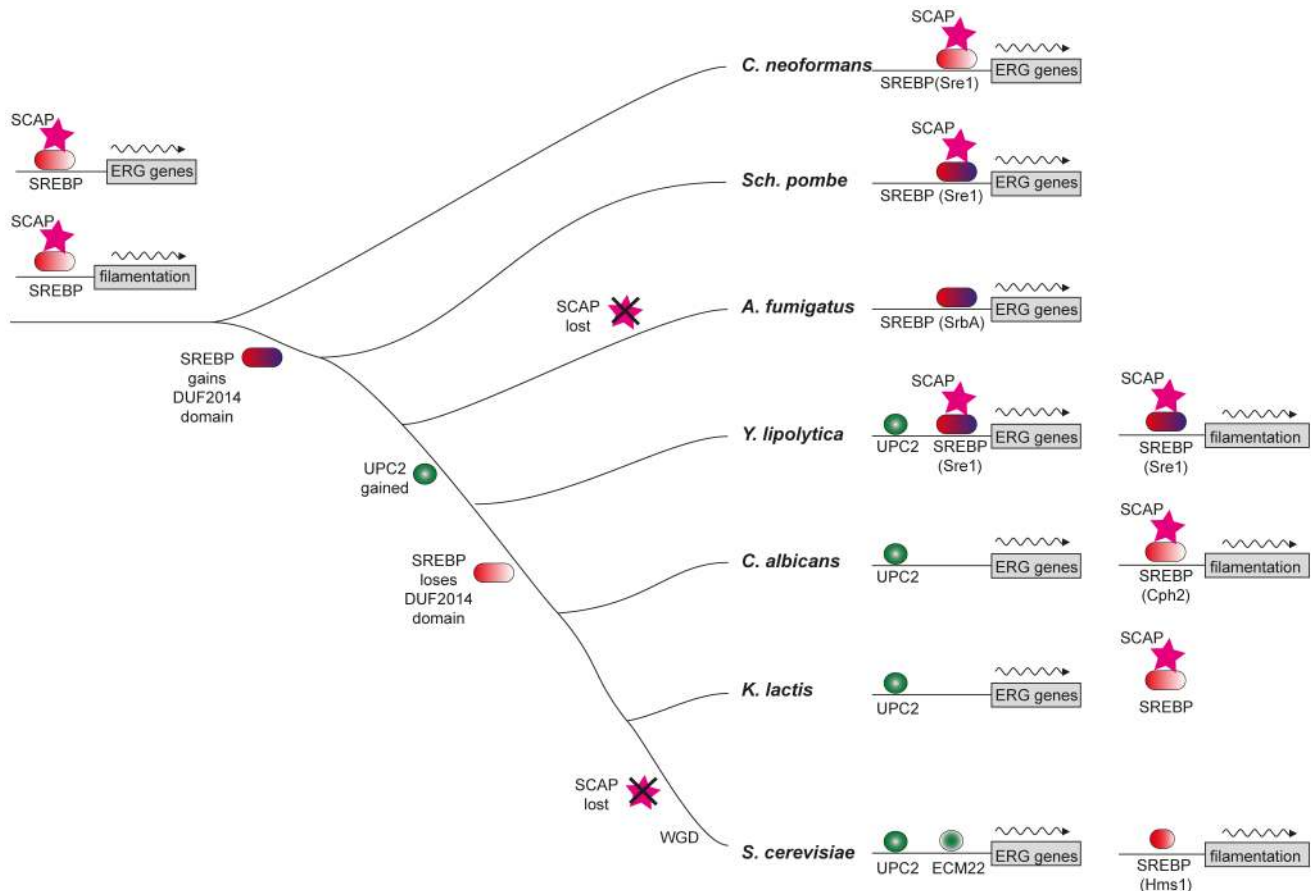 SCAP
SREBP
ERG genes
SCAP
SREBP
filamentation
SREBP
gains
DUF2014
domain
SCAP
lost
UPC2
gained
SREBP
loses
DUF2014
domain
SCAP
lost
WGD
C. neoformans
SCAP
SREBP(Sre1)
ERG genes
Sch. pombe
SCAP
SREBP (Sre1)
ERG genes
A. fumigatus
SREBP (SrbA)
ERG genes
Y. lipolytica
UPC2
SCAP
SREBP
(Sre1)
ERG genes
SCAP
SREBP
(Sre1)
filamentation
C. albicans
UPC2
ERG genes
SCAP
SREBP
(Cph2)
filamentation
K. lactis
UPC2
ERG genes
SCAP
SREBP
S. cerevisiae
UPC2
ECM22
ERG genes
SREBP
(Hms1)
filamentation